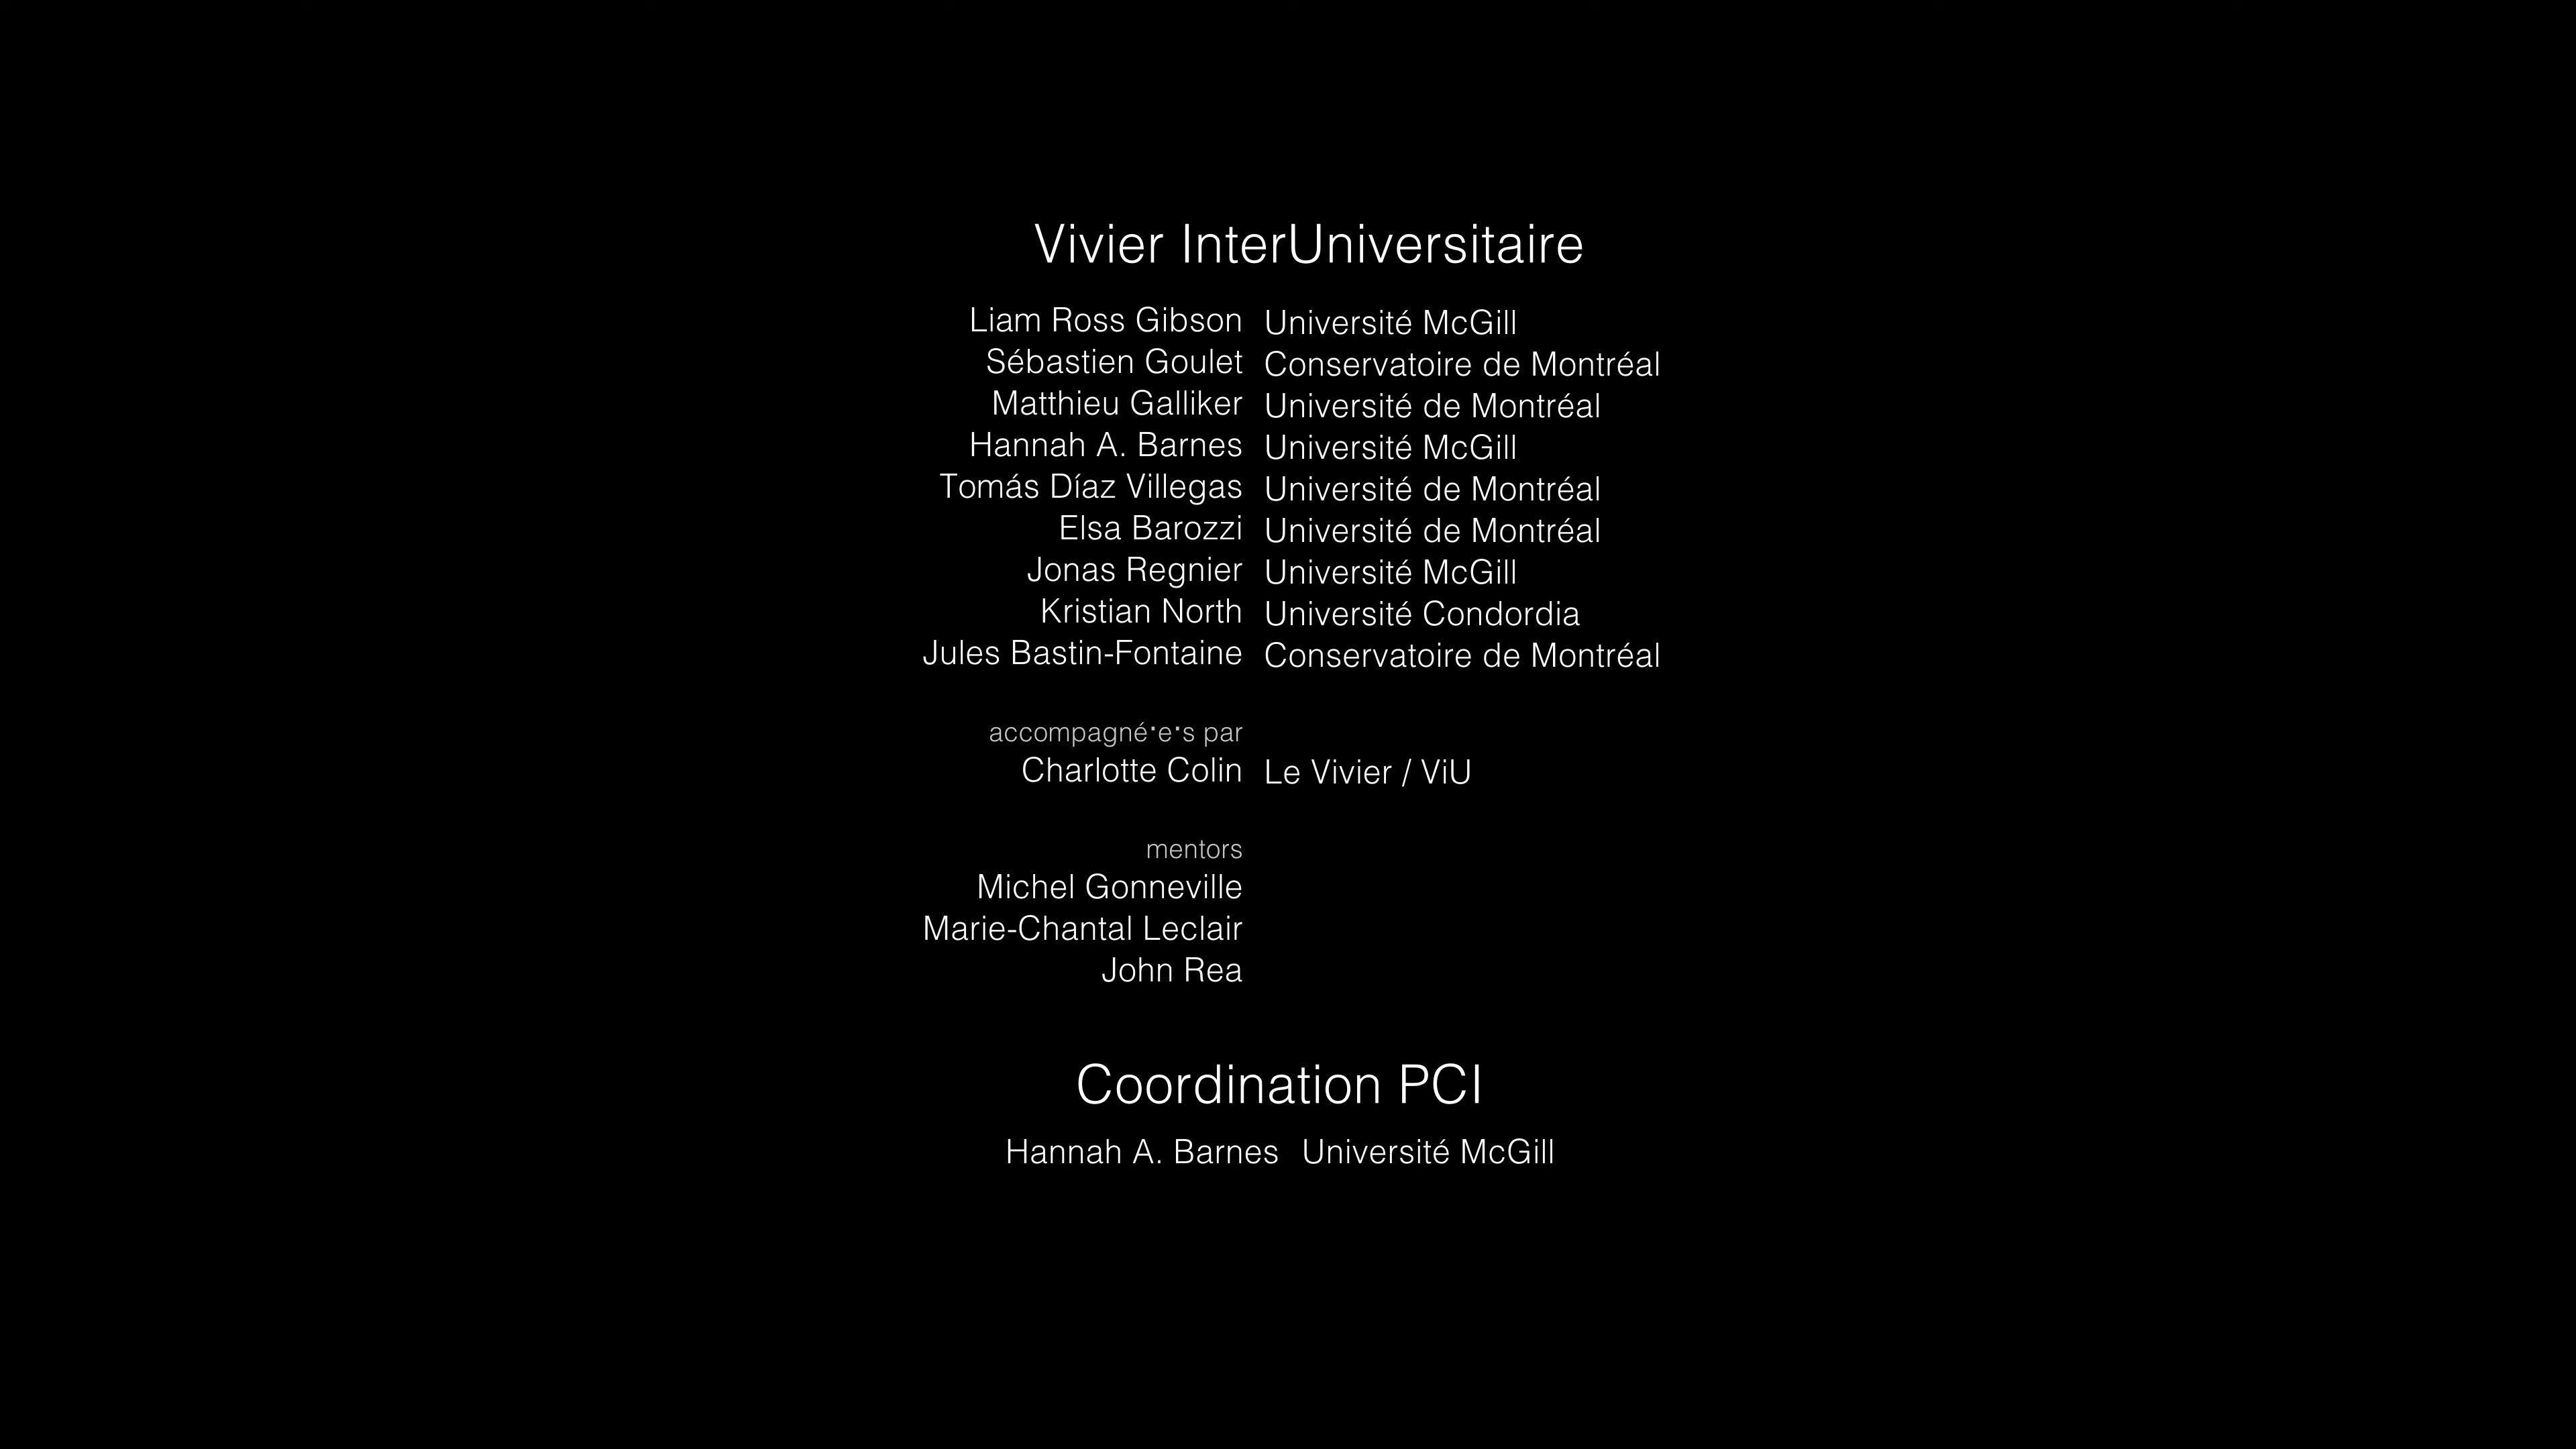 Vivier InterUniversitaire
Liam Ross Gibson Université McGill
Sébastien Goulet Conservatoire de Montréal
Matthieu Galliker Université de Montréal
Hannah A. Barnes Université McGill
Tomás Díaz Villegas Université de Montréal
Elsa Barozzi Université de Montréal
Jonas Regnier Université McGill
Kristian North Université Condordia
Jules Bastin-Fontaine Conservatoire de Montréal
accompagné·e·s par
Charlotte Colin Le Vivier / ViU
mentors
Michel Gonneville
Marie-Chantal Leclair
John Rea
Coordination PCI
Hannah A. Barnes Université McGill